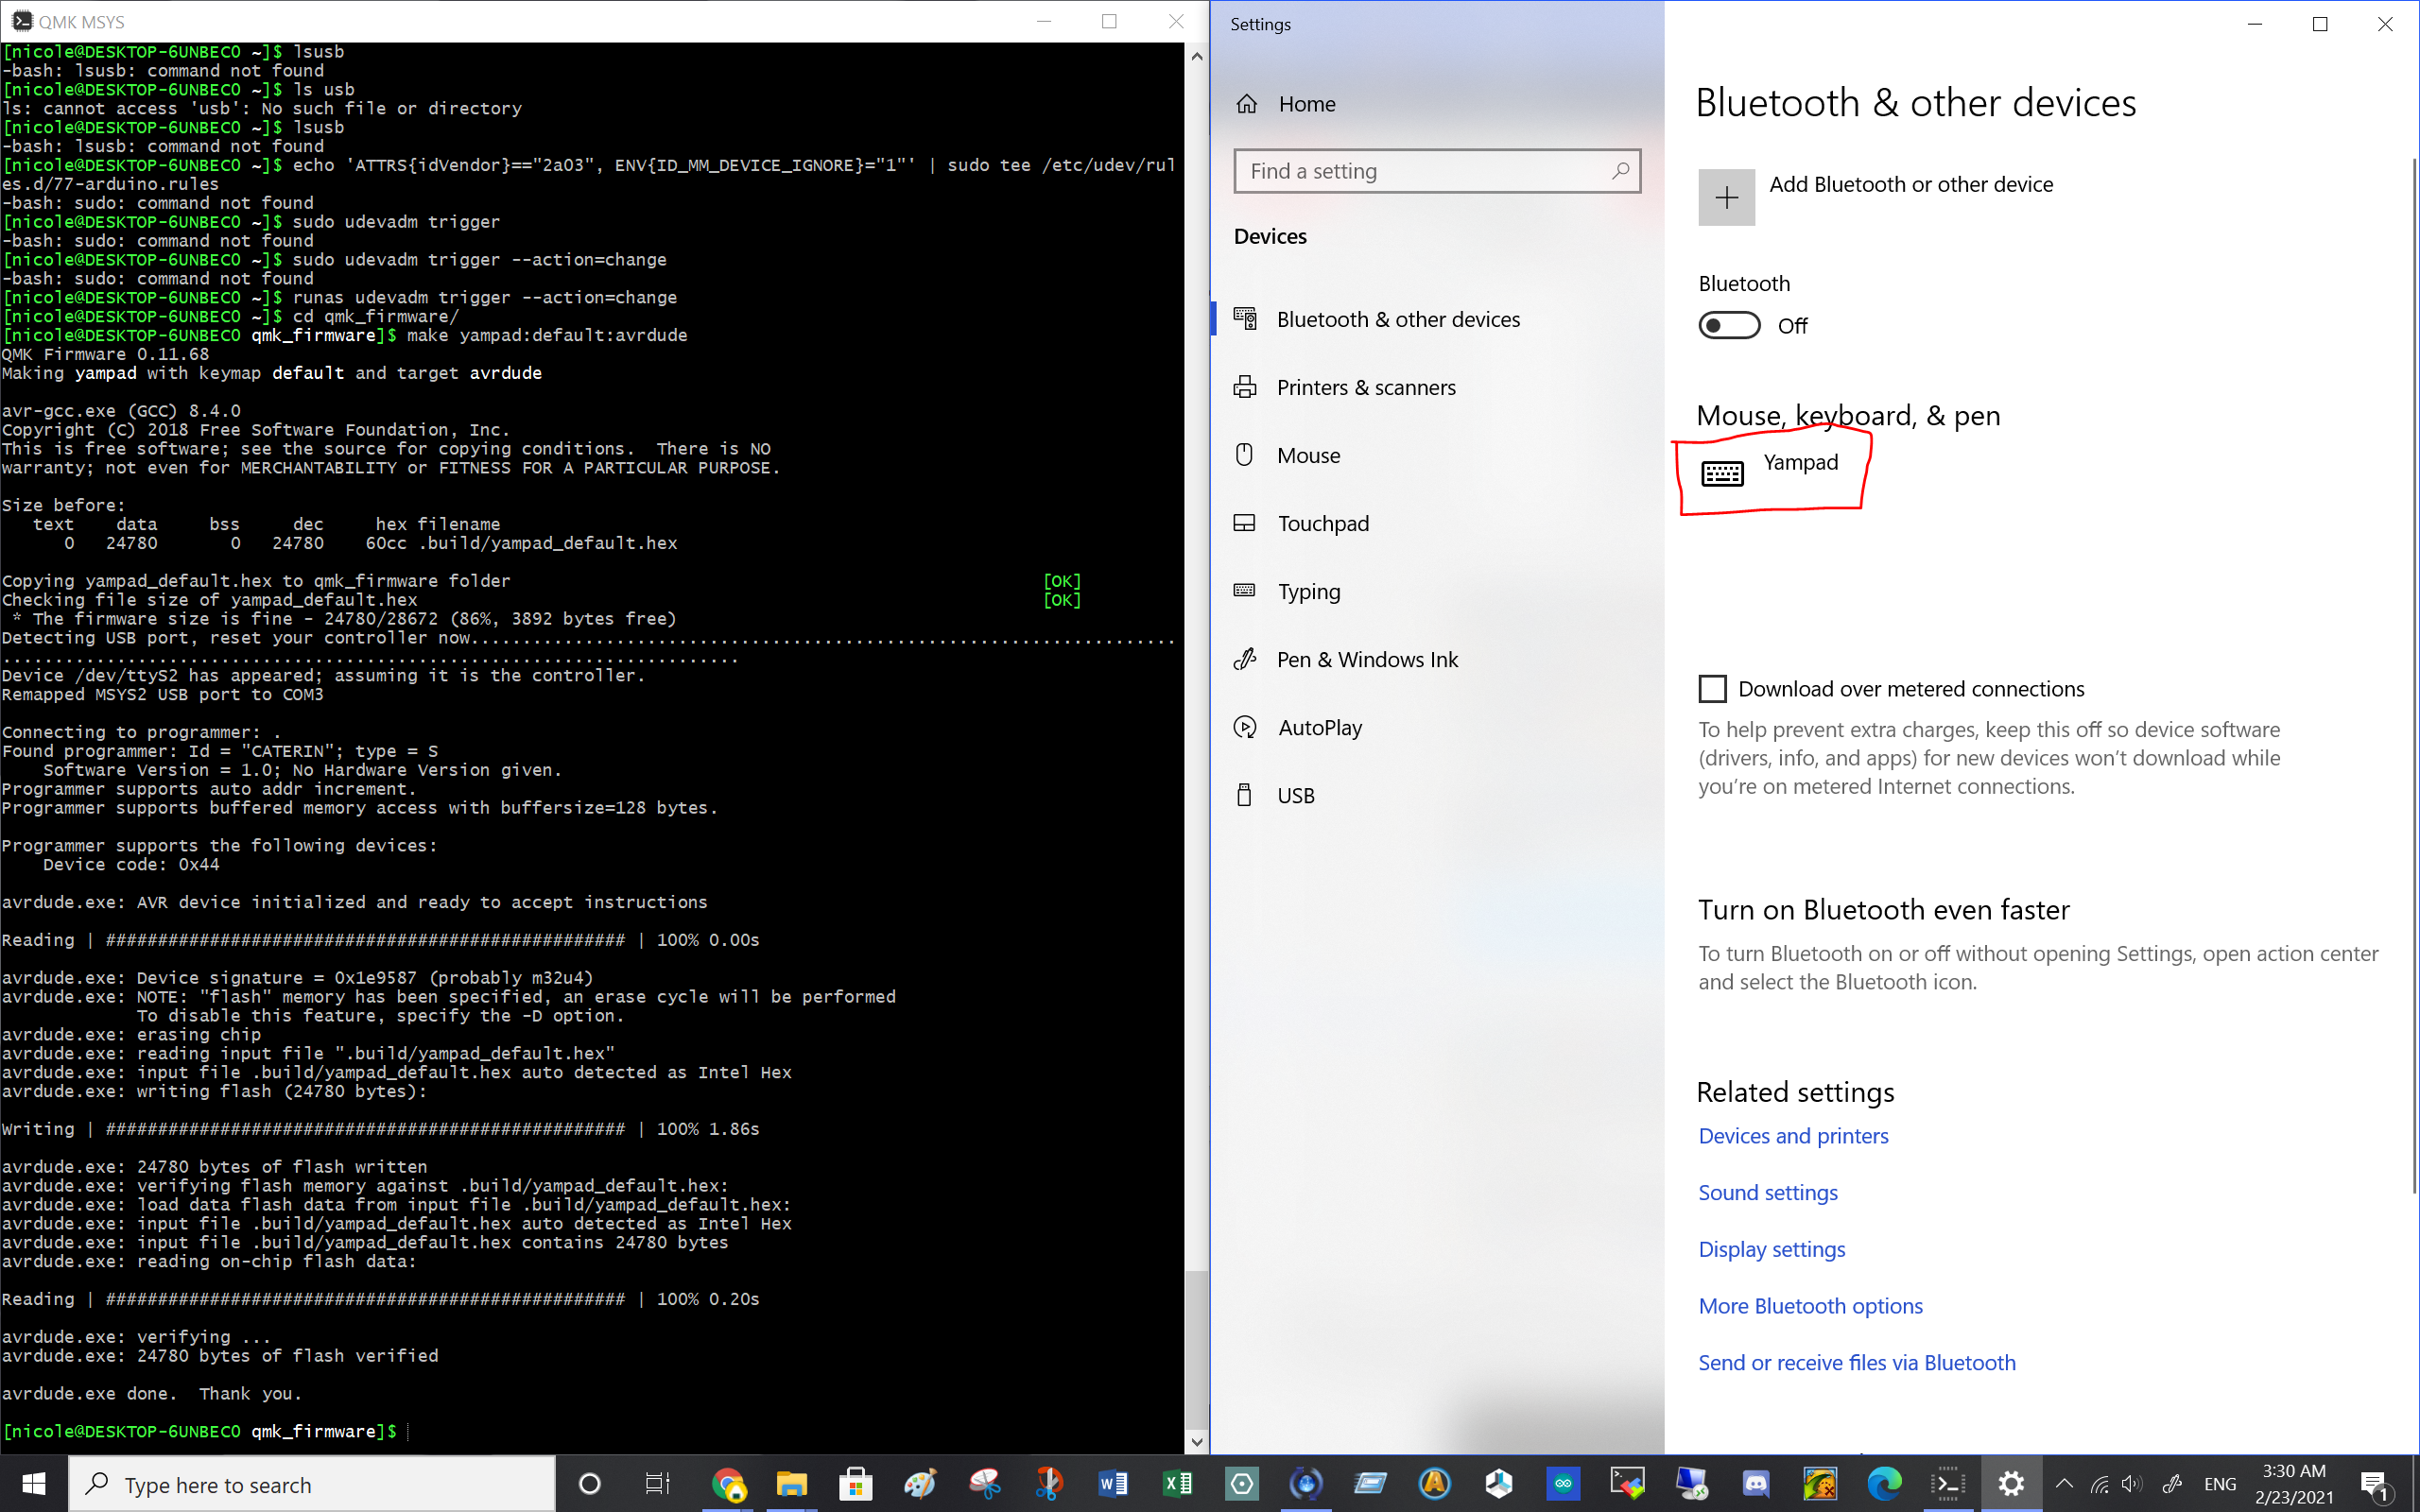 QMK MSYS
[nicole@DESKTOP-6UNBEC0 ~]$ lsusb
-bash: lsusb: command not found
[nicole@DESKTOP-6UNBEC0 ~]$ ls usb
ls: cannot access 'usb': No such file or directory
[nicole@DESKTOP-6UNBEC0 ~]$ lsusb
-bash: lsusb: command not found
[nicole@DESKTOP-6UNBEC0 ~]$ echo 'ATTRS{idVendor}=="2a03", ENV{ID_MM_DEVICE_IGNORE}="1"' | sudo tee /etc/udev/rul
es.d/77-arduino.rules
-bash: sudo: command not found
[nicole@DESKTOP-6UNBEC0 ~]$ sudo udevadm trigger
-bash: sudo: command not found
[nicole@DESKTOP-6UNBEC0 ~]$ sudo udevadm trigger --action=change
-bash: sudo: command not found
[nicole@DESKTOP-6UNBEC0 ~]$ runas udevadm trigger --action=change
[nicole@DESKTOP-6UNBEC0 ~]$ cd qmk_firmware/
[nicole@DESKTOP-6UNBEC0 qmk_firmware]$ make yampad:default:avrdude
QMK Firmware 0.11.68
Making yampad with keymap default and target avrdude
avr-gcc.exe (GCC) 8.4.0
Copyright (C) 2018 Free Software Foundation, Inc.
This is free software; see the source for copying conditions.  There is NO
warranty; not even for MERCHANTABILITY or FITNESS FOR A PARTICULAR PURPOSE.
Size before:
   text    data     bss     dec     hex filename
      0   24780       0   24780    60cc .build/yampad_default.hex
Copying yampad_default.hex to qmk_firmware folder [OK]
Checking file size of yampad_default.hex [OK]
 * The firmware size is fine - 24780/28672 (86%, 3892 bytes free)
Detecting USB port, reset your controller now...................................................................
.......................................................................
Device /dev/ttyS2 has appeared; assuming it is the controller.
Remapped MSYS2 USB port to COM3
Connecting to programmer: .
Found programmer: Id = "CATERIN"; type = S
    Software Version = 1.0; No Hardware Version given.
Programmer supports auto addr increment.
Programmer supports buffered memory access with buffersize=128 bytes.
Programmer supports the following devices:
    Device code: 0x44
avrdude.exe: AVR device initialized and ready to accept instructions
Reading | ################################################## | 100% 0.00s
avrdude.exe: Device signature = 0x1e9587 (probably m32u4)
avrdude.exe: NOTE: "flash" memory has been specified, an erase cycle will be performed
             To disable this feature, specify the -D option.
avrdude.exe: erasing chip
avrdude.exe: reading input file ".build/yampad_default.hex"
avrdude.exe: input file .build/yampad_default.hex auto detected as Intel Hex
avrdude.exe: writing flash (24780 bytes):
Writing | ################################################## | 100% 1.86s
avrdude.exe: 24780 bytes of flash written
avrdude.exe: verifying flash memory against .build/yampad_default.hex:
avrdude.exe: load data flash data from input file .build/yampad_default.hex:
avrdude.exe: input file .build/yampad_default.hex auto detected as Intel Hex
avrdude.exe: input file .build/yampad_default.hex contains 24780 bytes
avrdude.exe: reading on-chip flash data:
Reading | ################################################## | 100% 0.20s
avrdude.exe: verifying ...
avrdude.exe: 24780 bytes of flash verified
avrdude.exe done.  Thank you.
[nicole@DESKTOP-6UNBEC0 qmk_firmware]$
Settings
Home
Find a setting
Devices
Bluetooth & other devices
Printers & scanners
Mouse
Touchpad
Typing
Pen & Windows Ink
AutoPlay
USB
Bluetooth & other devices
Add Bluetooth or other device
Bluetooth
Off
Mouse, keyboard, & pen
Yampad
Download over metered connections
To help prevent extra charges, keep this off so device software
(drivers, info, and apps) for new devices won't download while
you're on metered Internet connections.
Turn on Bluetooth even faster
To turn Bluetooth on or off without opening Settings, open action center
and select the Bluetooth icon.
Related settings
Devices and printers
Sound settings
Display settings
More Bluetooth options
Send or receive files via Bluetooth
Type here to search
ENG
3:30 AM
2/23/2021
1